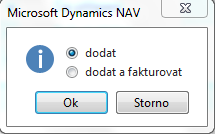 Microsoft Dynamics NAV
dodat
dodat a fakturovat
Ok
Storno